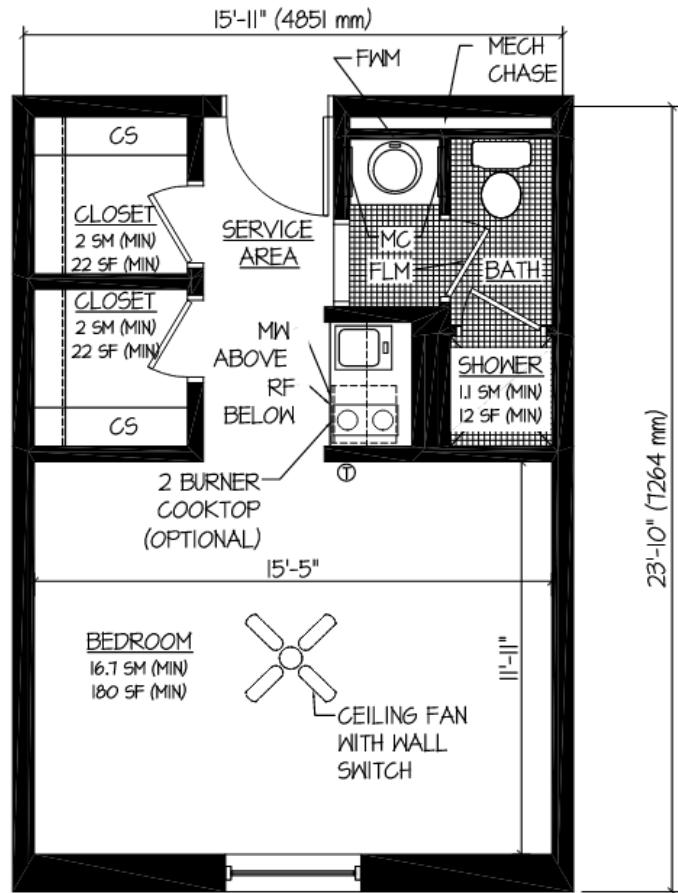 15'-11" (4851 mm)
FWM
MECH
CHASE
CS
CLOSET
2 SM (MIN)
22 SF (MIN)
SERVICE
AREA
MC
FLM
BATH
CLOSET
2 SM (MIN)
22 SF (MIN)
MW
ABOVE
RF
BELOW
SHOWER
1.1 SM (MIN)
12 SF (MIN)
CS
T
2 BURNER
COOKTOP
(OPTIONAL)
23'-10" (7264 mm)
15'-5"
11'-11"
BEDROOM
16.7 SM (MIN)
180 SF (MIN)
CEILING FAN
WITH WALL
SWITCH